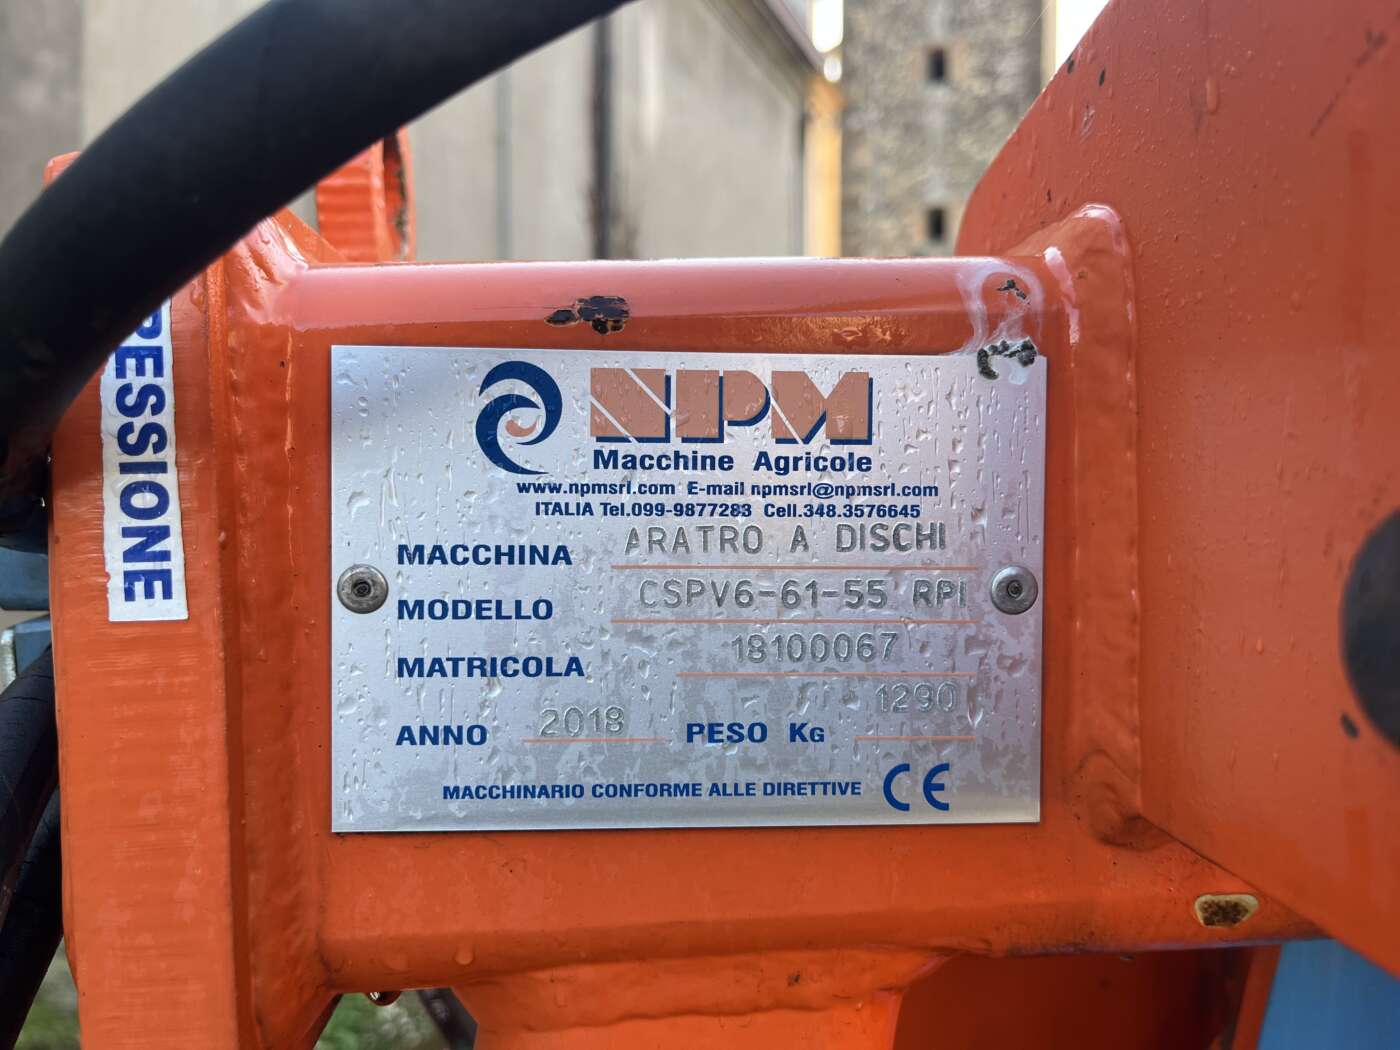 PRESSIONE
NPM
Macchine Agricole
www.npmsrl.com E-mail npmsrl@npmsrl.com
ITALIA Tel.099-9877283 Cell.348.3576645
MACCHINA ARATRO A DISCHI
MODELLO CSPV6-61-55 RPI
MATRICOLA 18100067
ANNO 2018 PESO KG 1290
MACCHINARIO CONFORME ALLE DIRETTIVE CE